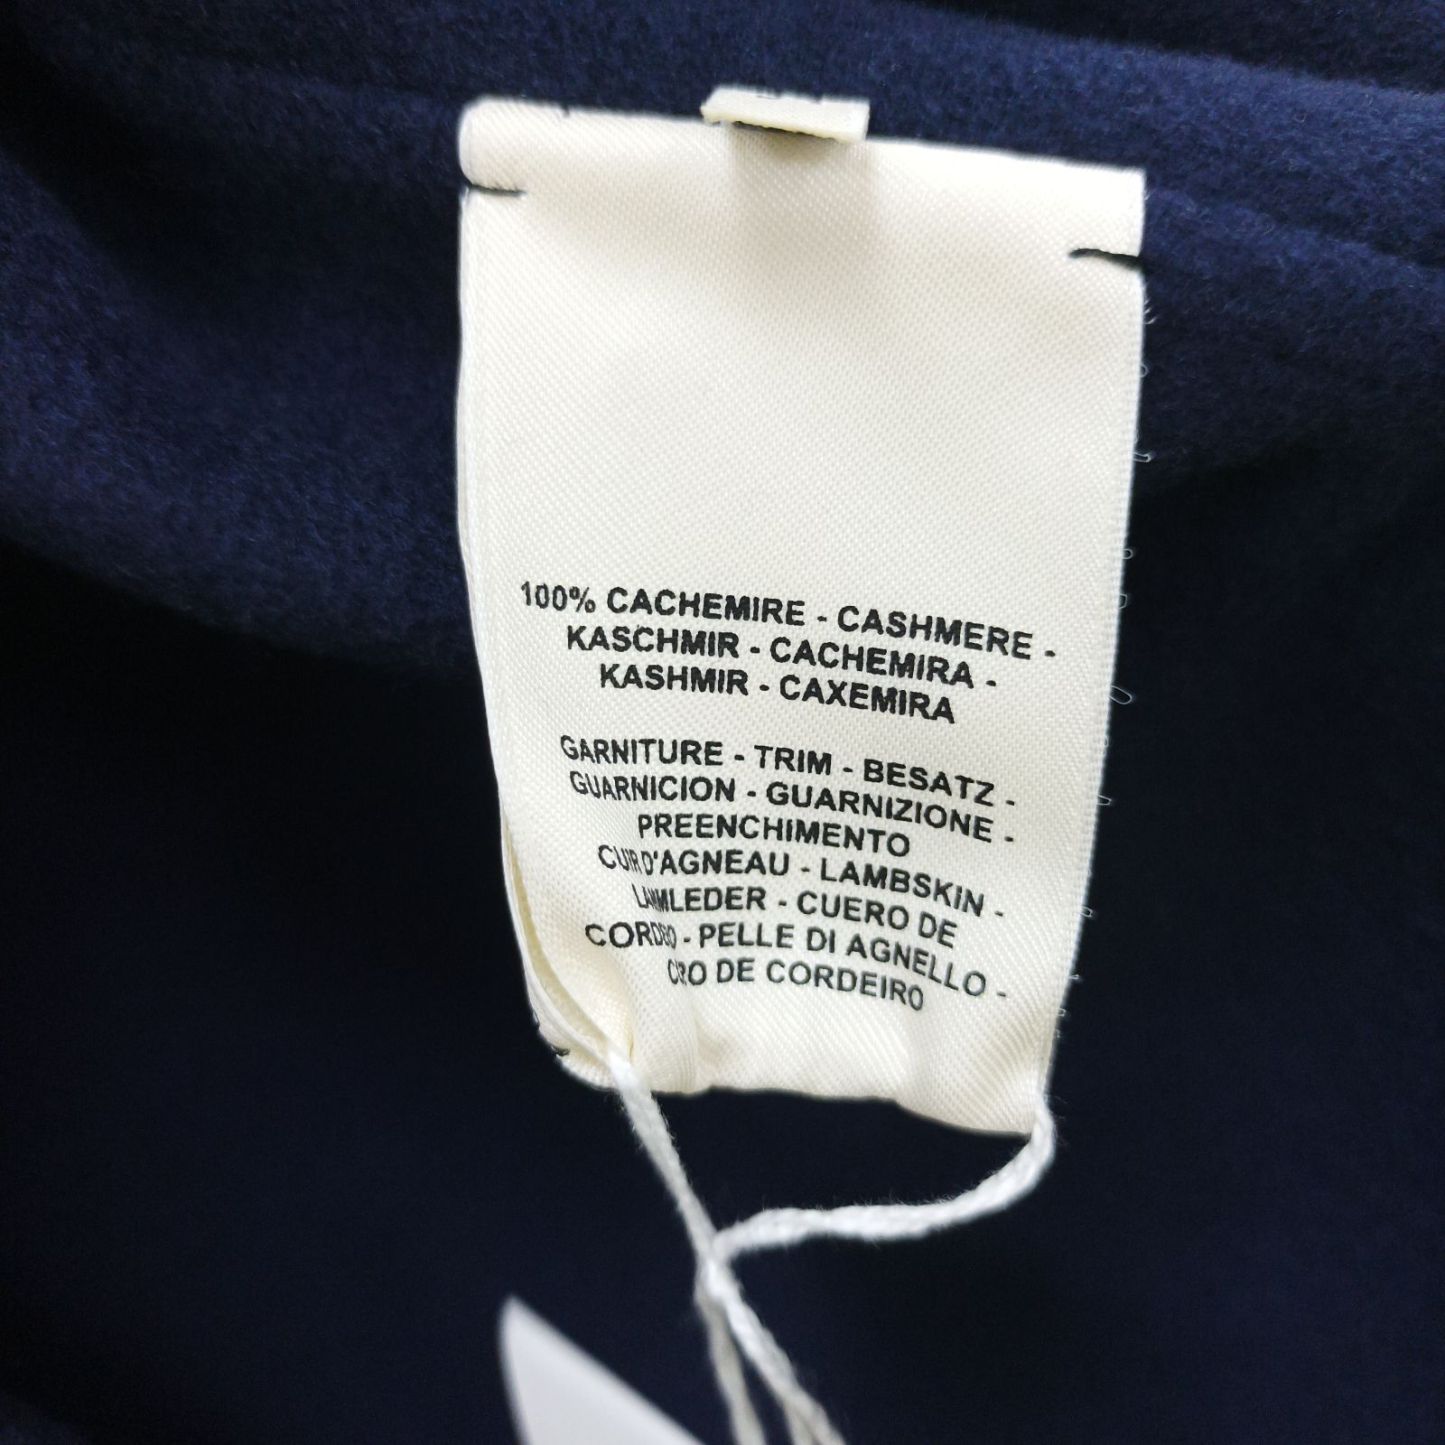 100% CACHEMIRE - CASHMERE -
KASCHMIR - CACHEMIRA -
KASHMIR - CAXEMIRA
GARNITURE - TRIM - BESATZ -
GUARNICION - GUARNIZIONE -
PREENCHIMENTO
CUIR D'AGNEAU - LAMBSKIN -
LAMMLEDER - CUERO DE
CORDERO - PELLE DI AGNELLO -
DE CORDEIRO